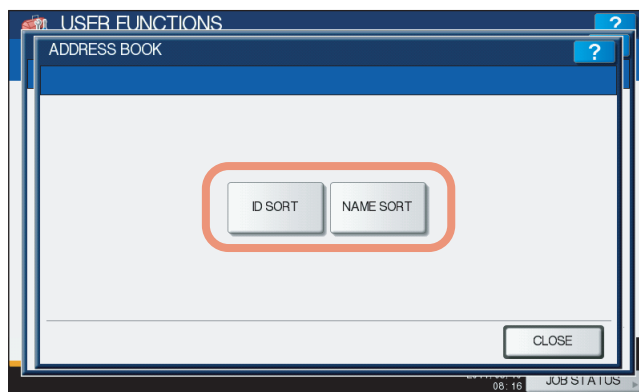 USER FUNCTIONS
?
ADDRESS BOOK
?
ID SORT
NAME SORT
CLOSE
08:16
JOB STATUS